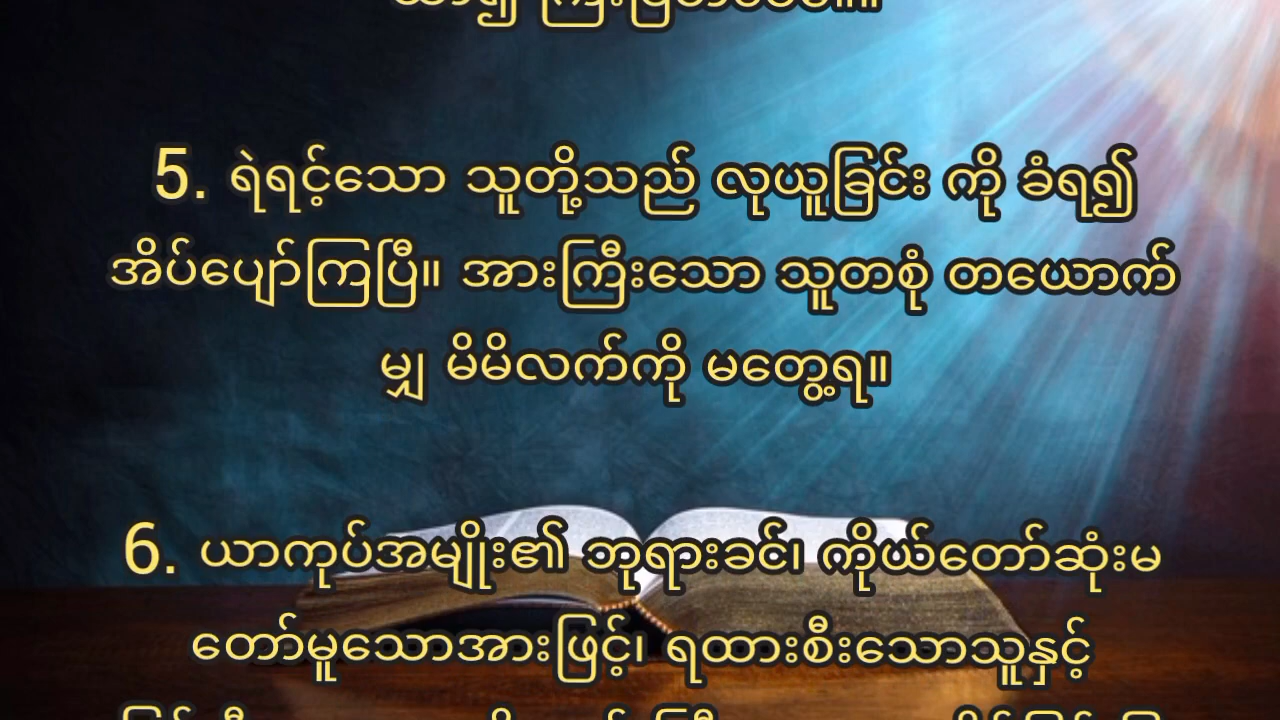 5. ရဲရင့်သော သူတို့သည် လုယူခြင်း ကို ခံရ၍
အိပ်ပျော်ကြပြီ။ အားကြီးသော သူတစုံ တယောက်
မျှ မိမိလက်ကို မတွေ့ရ။
6. ယာကုပ်အမျိုး၏ ဘုရားခင်၊ ကိုယ်တော်ဆုံးမ
တော်မူသောအားဖြင့်၊ ရထားစီးသောသူနှင့်